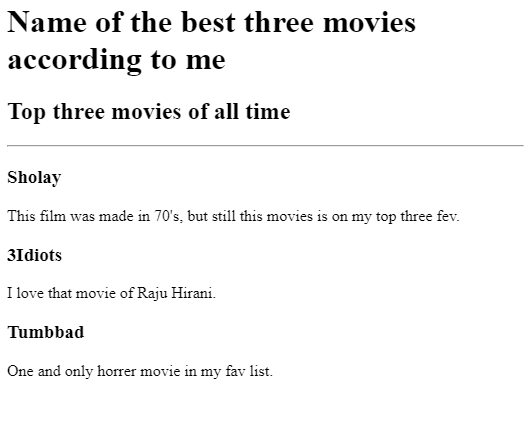 Name of the best three movies
according to me
Top three movies of all time
Sholay
This film was made in 70's, but still this movies is on my top three fev.
3Idiots
I love that movie of Raju Hirani.
Tumbbad
One and only horrer movie in my fav list.